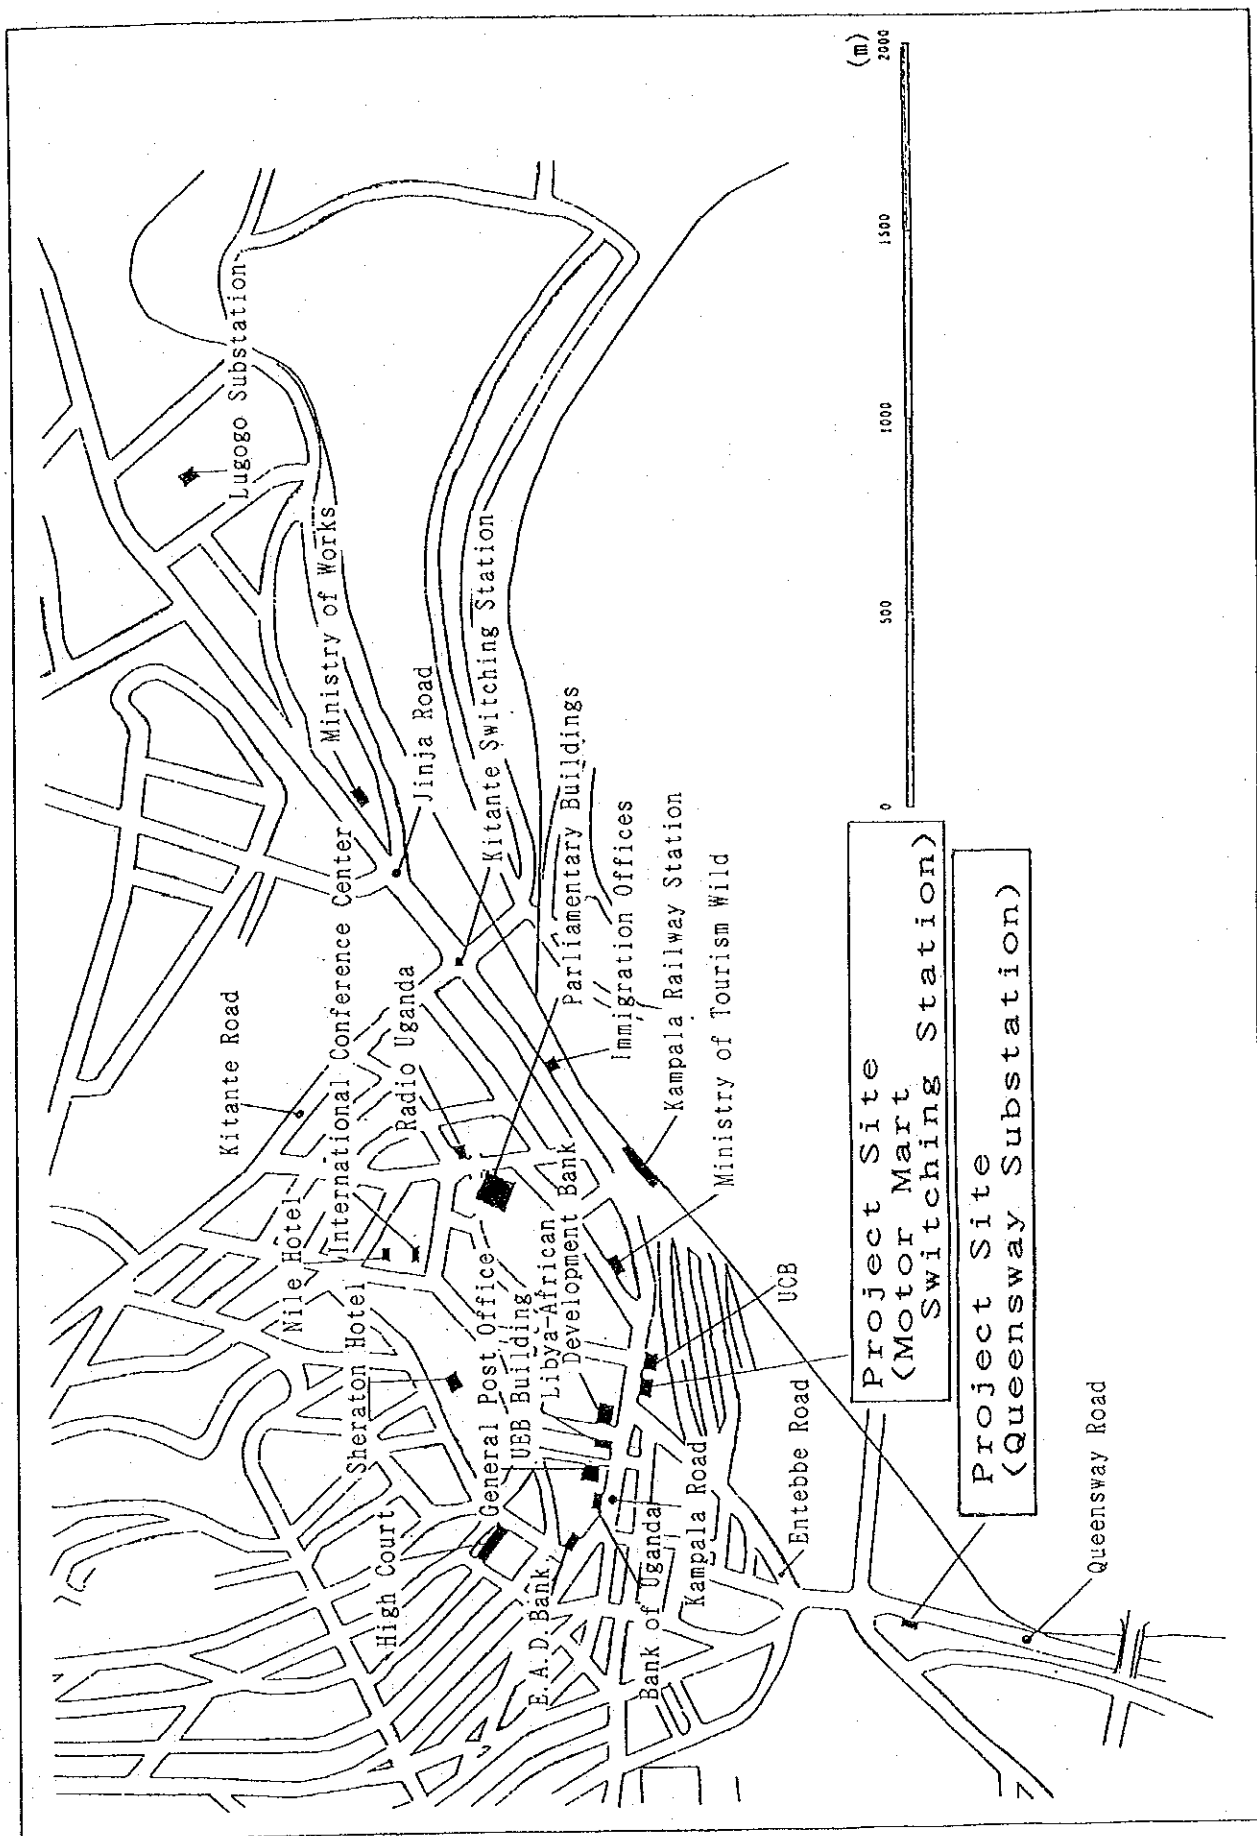 Lugogo Substation
Ministry of Works
Jinja Road
Kitante Switching Station
Kitante Road
International Conference Center
Radio Uganda
Parliamentary Buildings
Immigration Offices
Kampala Railway Station
Ministry of Tourism Wild
Nile Hotel
Sheraton Hotel
General Post Office
UEB Building
Libya-African
Development Bank
UCB
High Court
E.A.D.Bank
Bank of Uganda
Kampala Road
Entebbe Road
Queensway Road
Project Site
(Motor Mart
Switching Station)
Project Site
(Queensway Substation)
0 500 1000 1500 2000
(m)